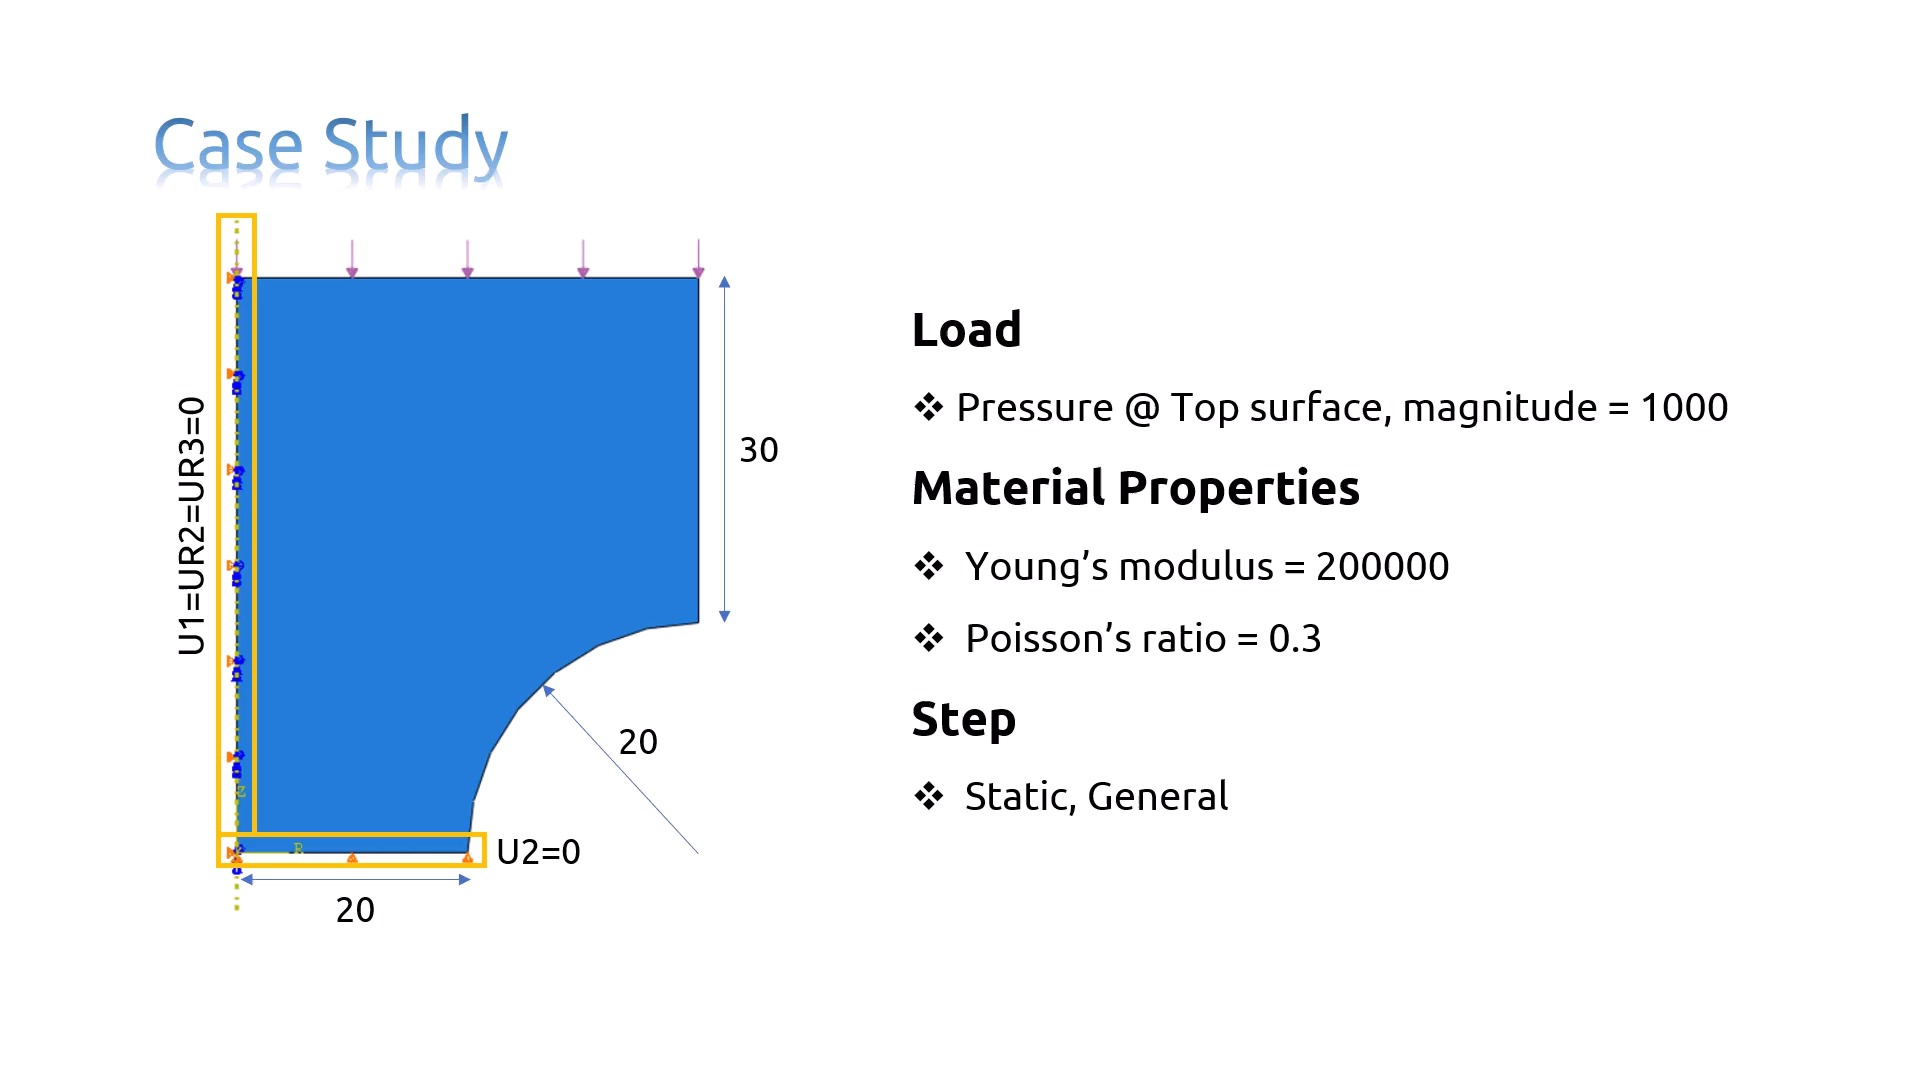 Case Study
U1=UR2=UR3=0
30
20
Z
R
U2=0
20
Load
❖ Pressure @ Top surface, magnitude = 1000
Material Properties
❖ Young’s modulus = 200000
❖ Poisson’s ratio = 0.3
Step
❖ Static, General